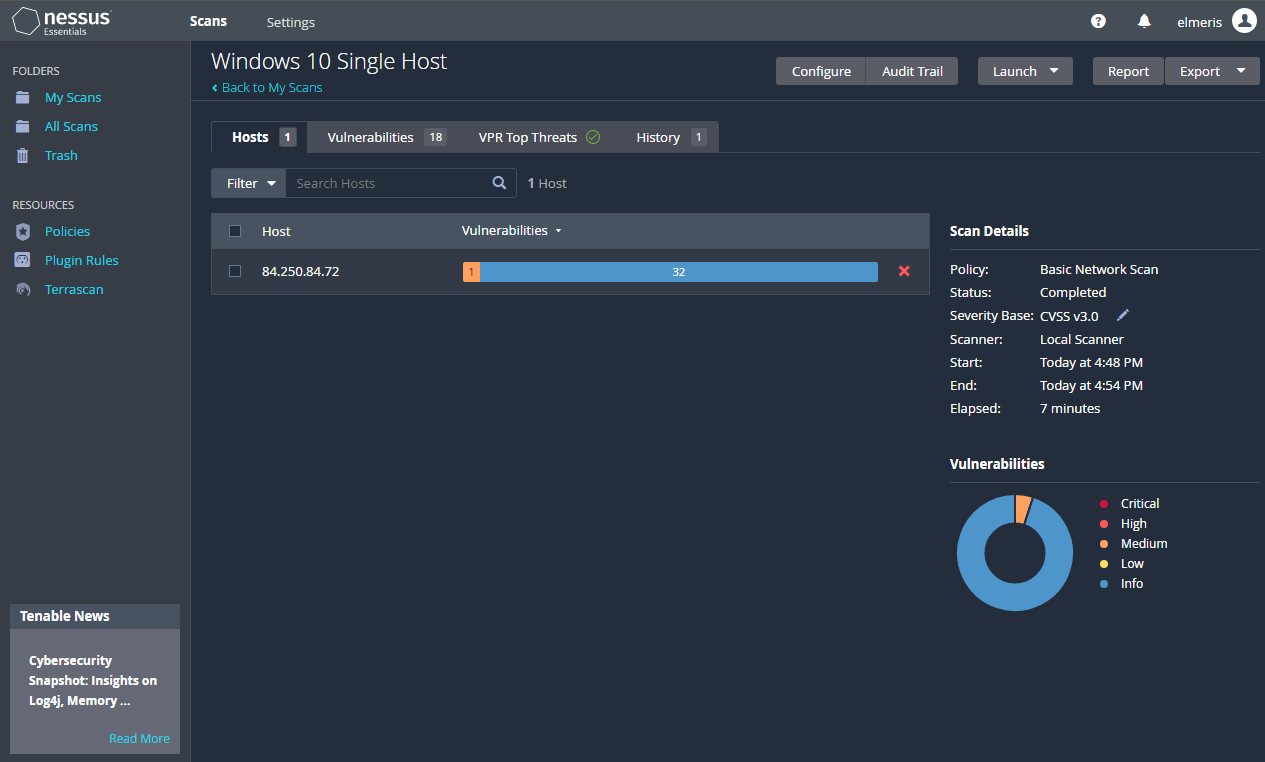 nessus
Essentials
Scans
Settings
elmeris
FOLDERS
My Scans
All Scans
Trash
RESOURCES
Policies
Plugin Rules
Terrascan
Tenable News
Cybersecurity
Snapshot: Insights on
Log4j, Memory ...
Read More
Windows 10 Single Host
Back to My Scans
Configure
Audit Trail
Launch
Report
Export
Hosts 1
Vulnerabilities 18
VPR Top Threats
History 1
Filter
Search Hosts
1 Host
Host
Vulnerabilities
84.250.84.72
1
32
Scan Details
Policy: Basic Network Scan
Status: Completed
Severity Base: CVSS v3.0
Scanner: Local Scanner
Start: Today at 4:48 PM
End: Today at 4:54 PM
Elapsed: 7 minutes
Vulnerabilities
Critical
High
Medium
Low
Info